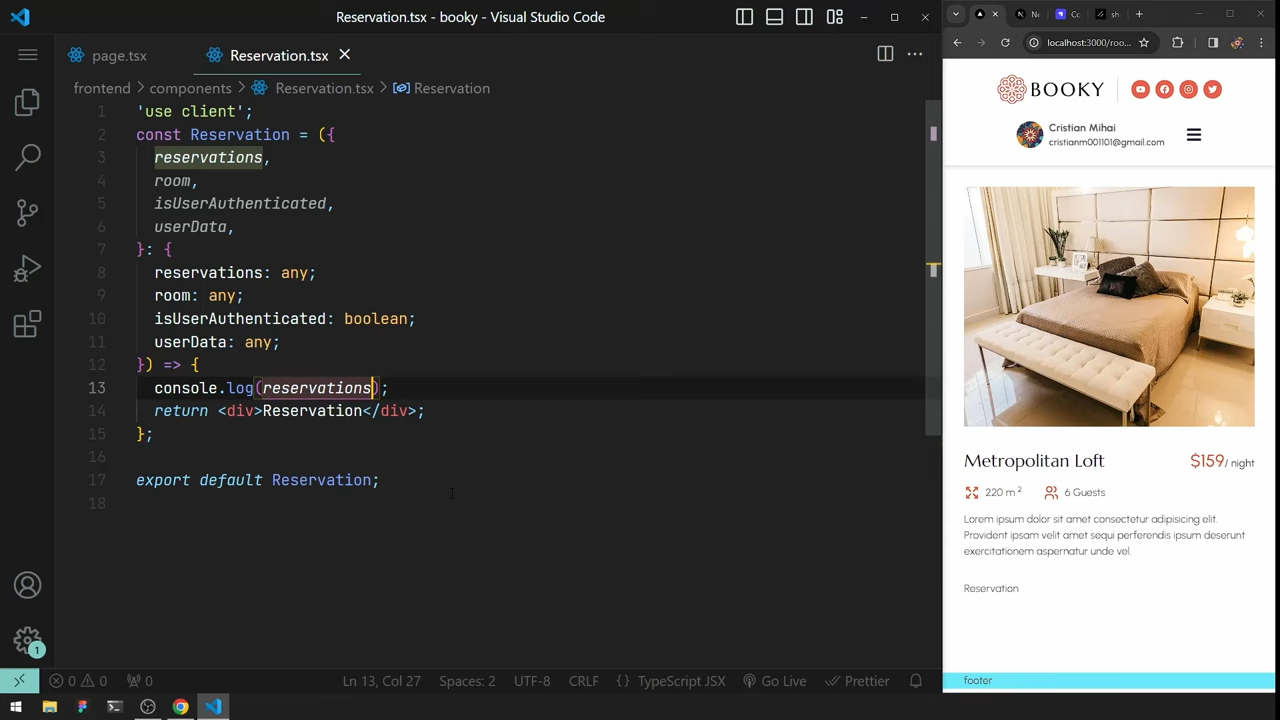 Reservation.tsx - booky - Visual Studio Code
page.tsx
Reservation.tsx
frontend > components > Reservation.tsx > Reservation
1 'use client';
2 const Reservation = ({
3 reservations,
4 room,
5 isUserAuthenticated,
6 userData,
7 }: {
8 reservations: any;
9 room: any;
10 isUserAuthenticated: boolean;
11 userData: any;
12 }) => {
13 console.log(reservations);
14 return <div>Reservation</div>;
15 };
16
17 export default Reservation;
18
1
0 0 0
Ln 13, Col 27
Spaces: 2
UTF-8
CRLF
{ } TypeScript JSX
Go Live
Prettier
localhost:3000/roo...
BOOKY
Cristian Mihai
cristianm001101@gmail.com
Metropolitan Loft
$159/ night
220 m 2
6 Guests
Lorem ipsum dolor sit amet consectetur adipisicing elit.
Provident ipsam velit amet sequi perferendis ipsum deserunt
exercitationem aspernatur unde vel.
Reservation
footer